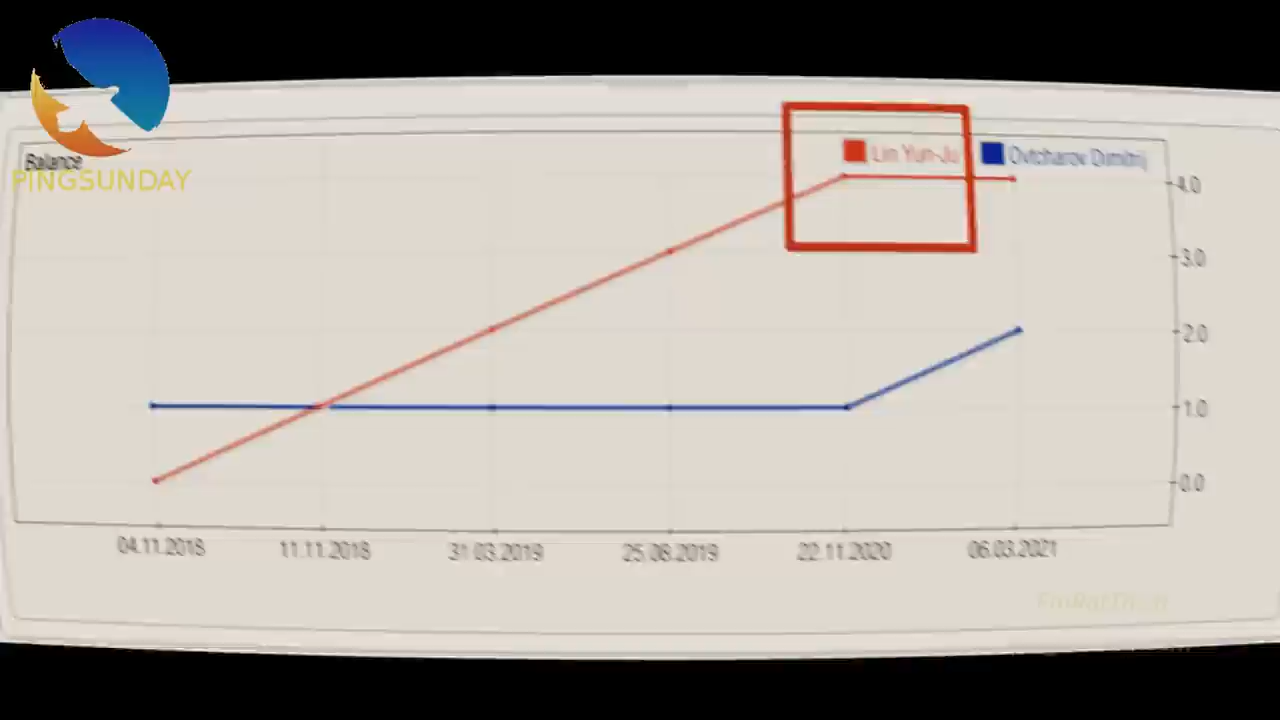 Balance
PINGSUNDAY
Lin Yun-Ju
Ovtcharov Dimitrij
4.0
3.0
2.0
1.0
0.0
04.11.2018 11.11.2018 31.03.2019 25.08.2019 22.11.2020 06.03.2021